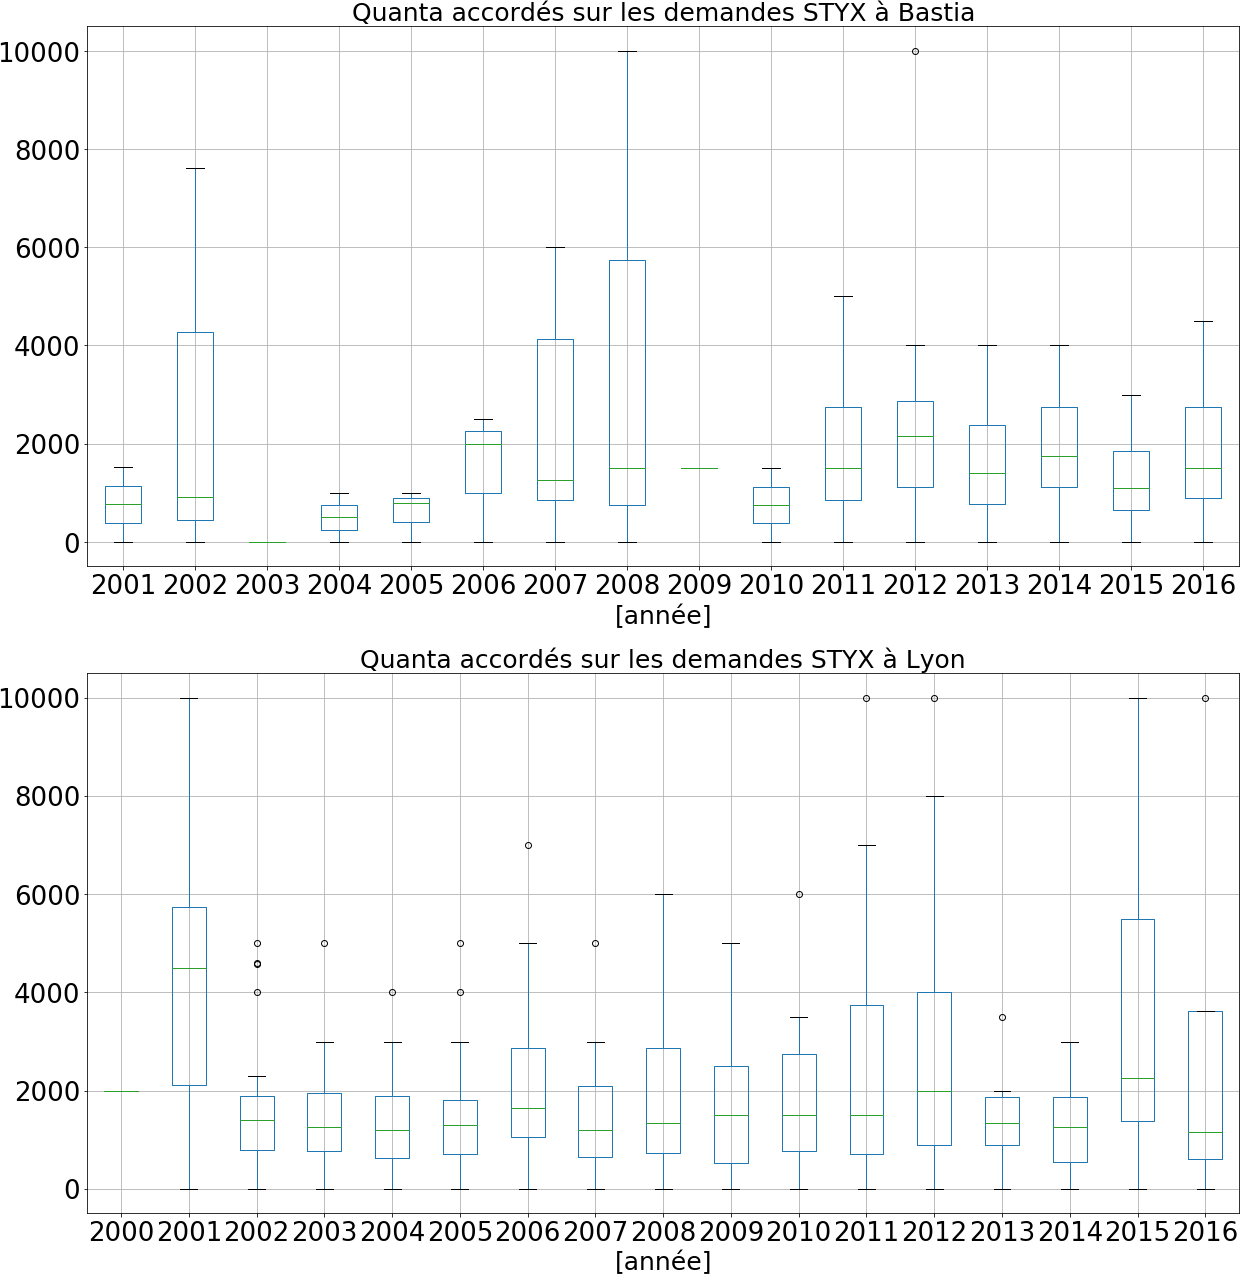 Quanta accordés sur les demandes STYX à Bastia
10000
8000
6000
4000
2000
0
2001 2002 2003 2004 2005 2006 2007 2008 2009 2010 2011 2012 2013 2014 2015 2016
[année]
Quanta accordés sur les demandes STYX à Lyon
10000
8000
6000
4000
2000
0
2000 2001 2002 2003 2004 2005 2006 2007 2008 2009 2010 2011 2012 2013 2014 2015 2016
[année]